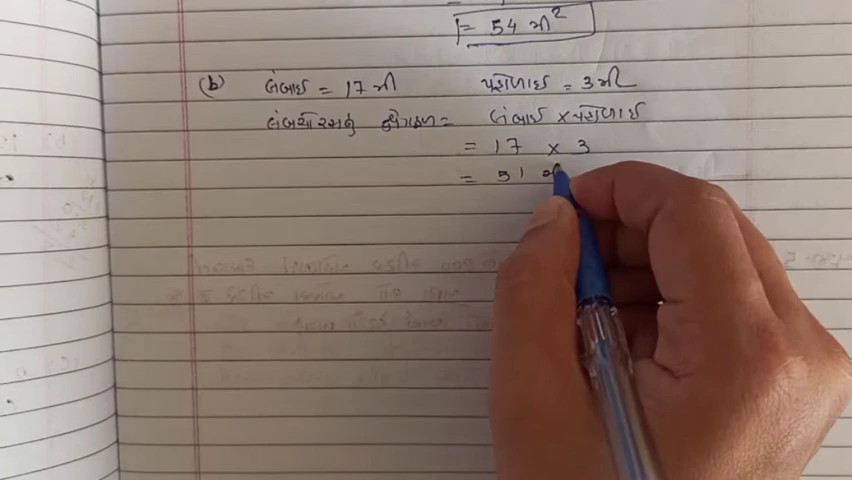 = 54 મી²
(b) લંબાઈ = 17 મી પહોળાઈ = 3 મી
લંબચોરસનું ક્ષેત્રફળ = લંબાઈ × પહોળાઈ
= 17 × 3
= 51 મ